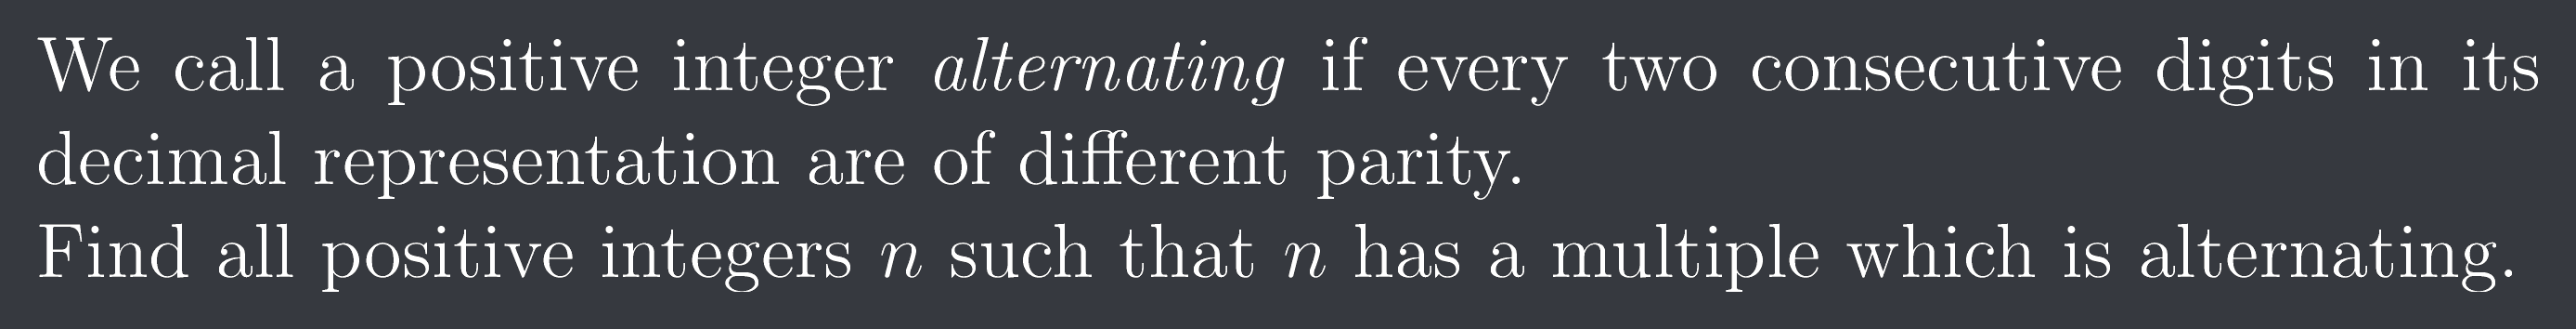 We call a positive integer alternating if every two consecutive digits in its
decimal representation are of different parity.
Find all positive integers n such that n has a multiple which is alternating.